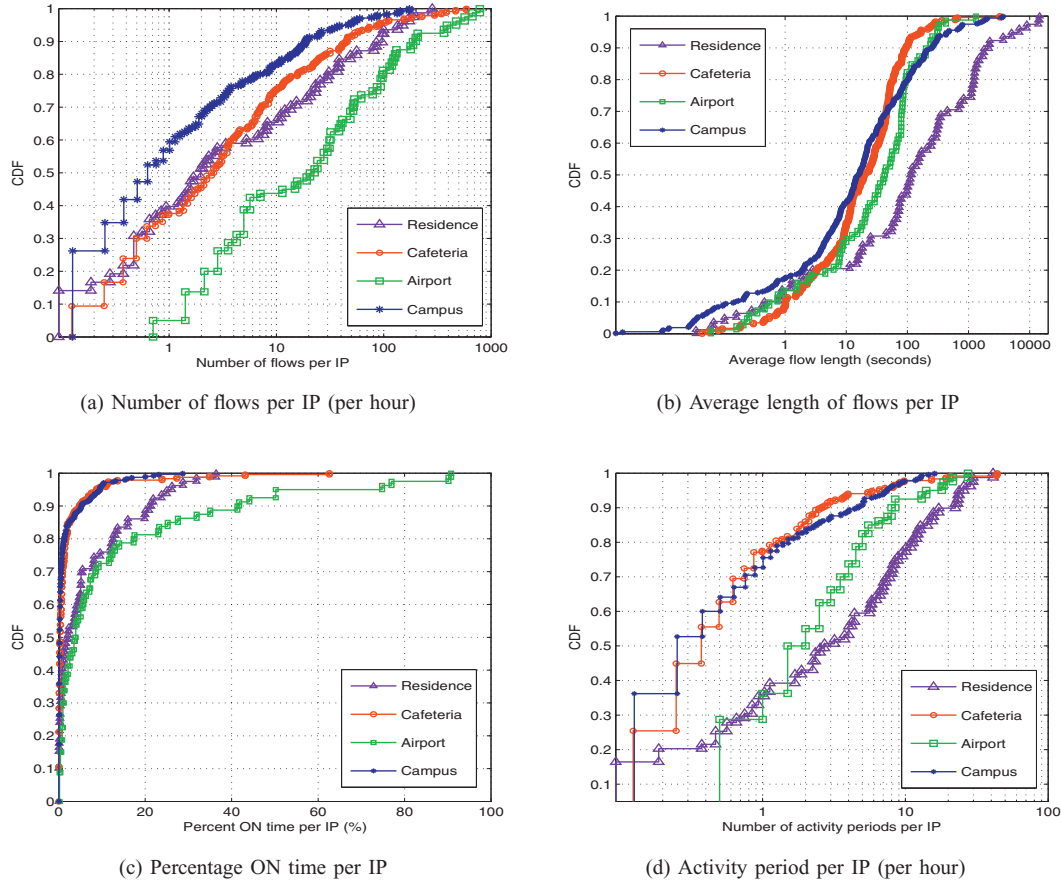 1
0.9
0.8
0.7
0.6
0.5
0.4
0.3
0.2
0.1
0
CDF
1 10 100 1000
Number of flows per IP
Residence
Cafeteria
Airport
Campus
(a) Number of flows per IP (per hour)
1
0.9
0.8
0.7
0.6
0.5
0.4
0.3
0.2
0.1
0
CDF
Residence
Cafeteria
Airport
Campus
1 10 100 1000 10000
Average flow length (seconds)
(b) Average length of flows per IP
1
0.9
0.8
0.7
0.6
0.5
0.4
0.3
0.2
0.1
0
CDF
Residence
Cafeteria
Airport
Campus
0 20 40 60 80 100
Percent ON time per IP (%)
(c) Percentage ON time per IP
1
0.9
0.8
0.7
0.6
0.5
0.4
0.3
0.2
0.1
CDF
Residence
Cafeteria
Airport
Campus
1 10 100
Number of activity periods per IP
(d) Activity period per IP (per hour)